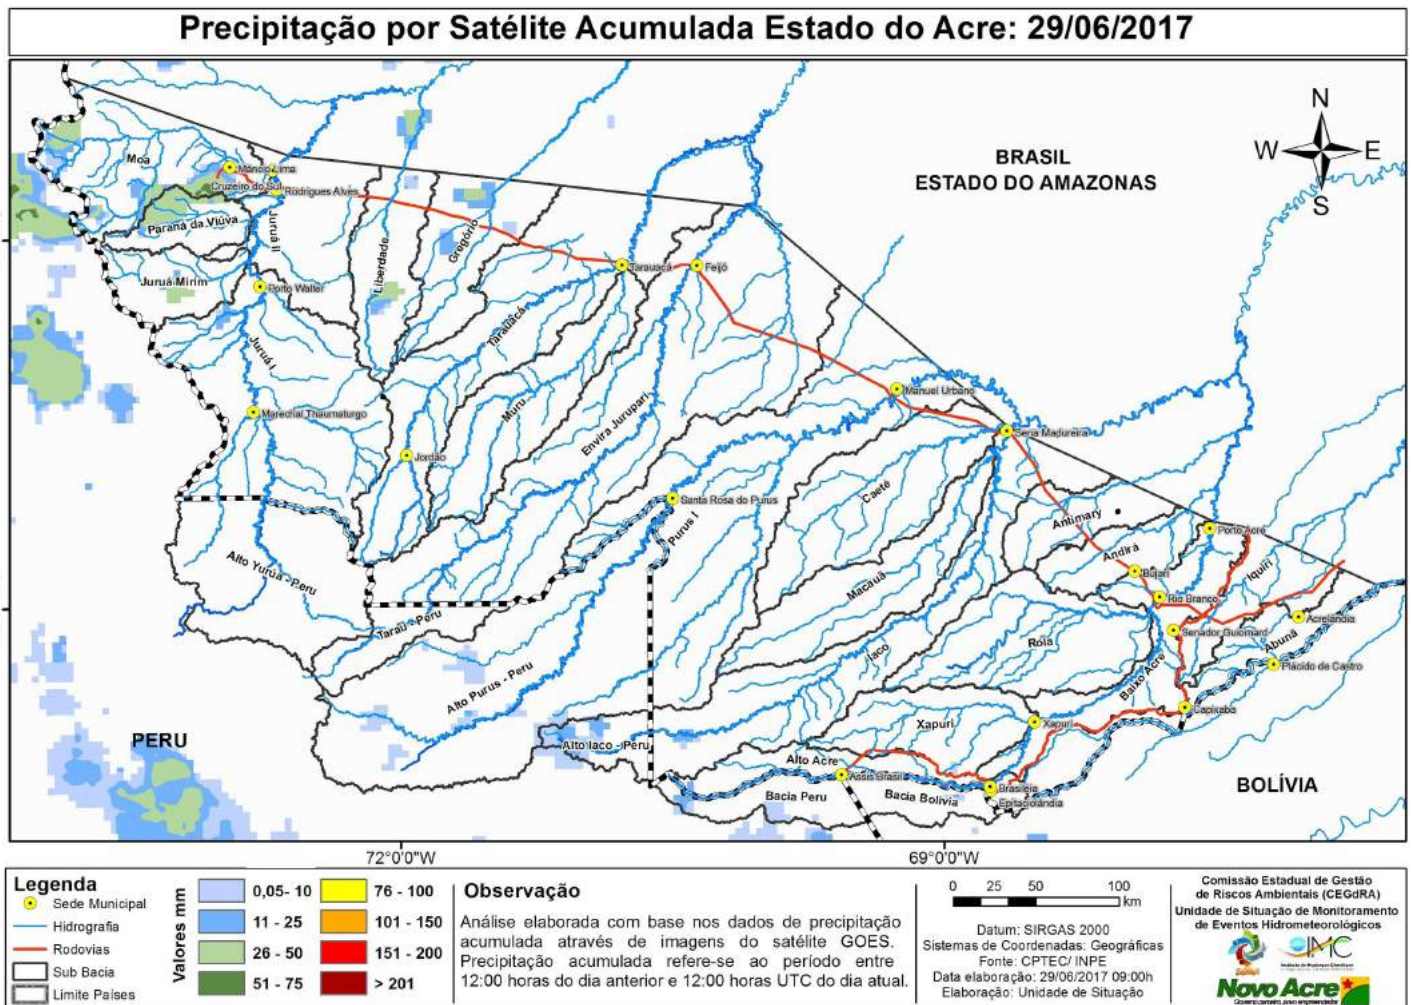 Precipitação por Satélite Acumulada Estado do Acre: 29/06/2017
N
W
E
S
BRASIL
ESTADO DO AMAZONAS
Moa
Mâncio Lima
Cruzeiro do Sul
Rodrigues Alves
Paraná da Viúva
Juruá II
Liberdade
Gregório
Juruá Mirim
Porto Walter
Tarauacá
Feijó
Tarauacá
Juruá I
Marechal Thaumaturgo
Muru
Envira Jurupari
Manuel Urbano
Sena Madureira
Jordão
Santa Rosa do Purus
Caeté
Purus I
Antimary
Porto Acre
Andirá
Bujari
Iquiri
Alto Yurúa - Peru
Macauã
Rio Branco
Tarau - Peru
Acrelandia
Senador Guiomard
Abunã
Rola
Iaco
Plácido de Castro
Baixo Acre
Alto Purus - Peru
Capixaba
Xapuri
Xapuri
PERU
Alto Iaco - Peru
Alto Acre
Assis Brasil
Brasileia
Epitaciolândia
Bacia Peru
Bacia Bolívia
BOLÍVIA
72°0'0"W
69°0'0"W
Legenda
Sede Municipal
Hidrografia
Rodovias
Sub Bacia
Limite Países
Valores mm
0,05- 10
11 - 25
26 - 50
51 - 75
76 - 100
101 - 150
151 - 200
> 201
Observação
Análise elaborada com base nos dados de precipitação
acumulada através de imagens do satélite GOES.
Precipitação acumulada refere-se ao período entre
12:00 horas do dia anterior e 12:00 horas UTC do dia atual.
0 25 50 100
km
Datum: SIRGAS 2000
Sistemas de Coordenadas: Geográficas
Fonte: CPTEC/ INPE
Data elaboração: 29/06/2017 09:00h
Elaboração: Unidade de Situação
Comissão Estadual de Gestão
de Riscos Ambientais (CEGdRA)
Unidade de Situação de Monitoramento
de Eventos Hidrometeorológicos
IMC
Novo Acre